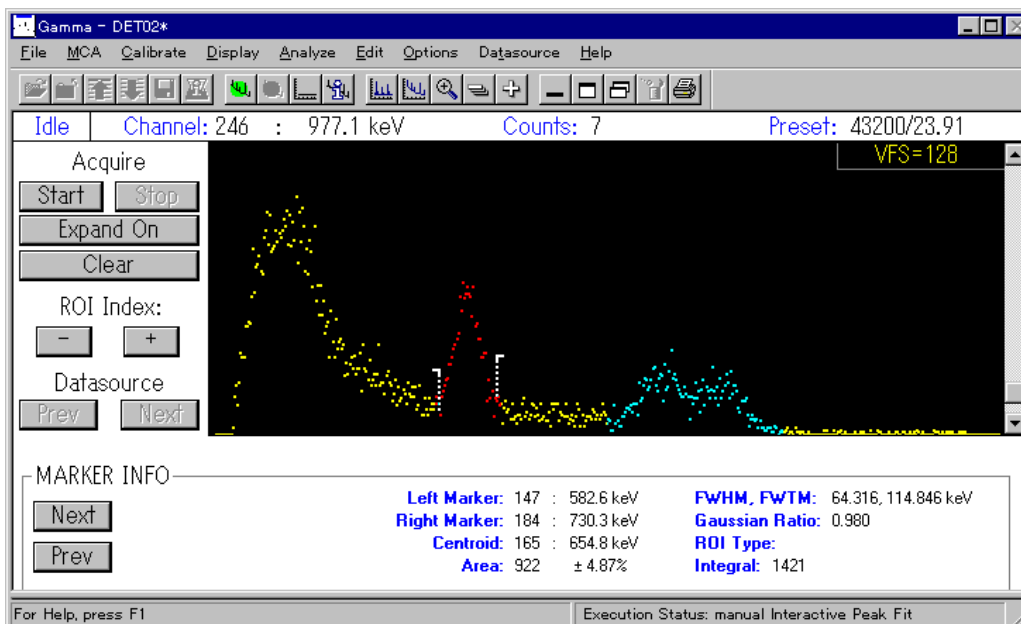 Gamma - DET02*
File MCA Calibrate Display Analyze Edit Options Datasource Help
Idle Channel: 246 : 977.1 keV Counts: 7 Preset: 43200/23.91
VFS=128
Acquire
Start Stop
Expand On
Clear
ROI Index:
- +
Datasource
Prev Next
MARKER INFO
Next
Prev
Left Marker: 147 : 582.6 keV FWHM, FWTM: 64.316, 114.846 keV
Right Marker: 184 : 730.3 keV Gaussian Ratio: 0.980
Centroid: 165 : 654.8 keV ROI Type:
Area: 922 ± 4.87% Integral: 1421
For Help, press F1 Execution Status: manual Interactive Peak Fit